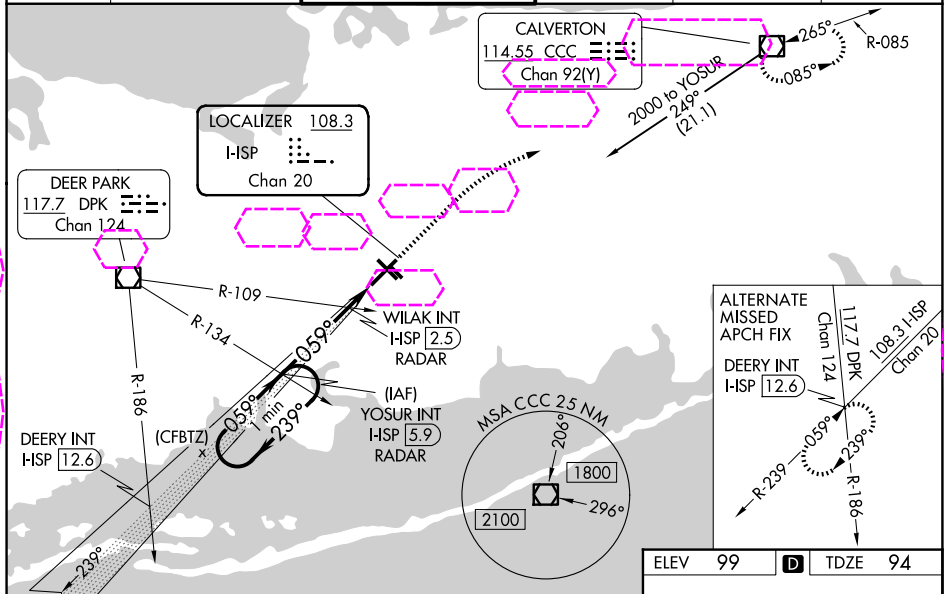 CALVERTON
114.55 CCC
Chan 92(Y)
265°
R-085
085°
2000 to YOSUR
249°
(21.1)
LOCALIZER 108.3
I-ISP
Chan 20
DEER PARK
117.7 DPK
Chan 124
R-109
R-134
R-186
WILAK INT
I-ISP 2.5
RADAR
059°
059°
1 min
239°
(IAF)
YOSUR INT
I-ISP 5.9
RADAR
(CFBTZ)
x
DEERY INT
I-ISP 12.6
239°
MSA CCC 25 NM
206°
1800
2100
296°
ALTERNATE
MISSED
APCH FIX
117.7 DPK
Chan 124
108.3 I-ISP
Chan 20
DEERY INT
I-ISP 12.6
059°
239°
R-239
R-186
ELEV 99 D TDZE 94